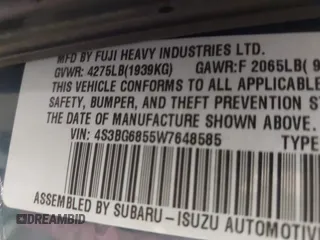 MFD BY FUJI HEAVY INDUSTRIES LTD.
GVWR: 4275LB(1939KG) GAWR:F 2065LB( 9
THIS VEHICLE CONFORMS TO ALL APPLICABLE
SAFETY, BUMPER, AND THEFT PREVENTION S
THE DATE OF MANUFACTURE SHOWN ABOVE.
VIN: 4S3BG6855W7648585 TYPE
ASSEMBLED BY SUBARU-ISUZU AUTOMOTIVE
DREAMBID